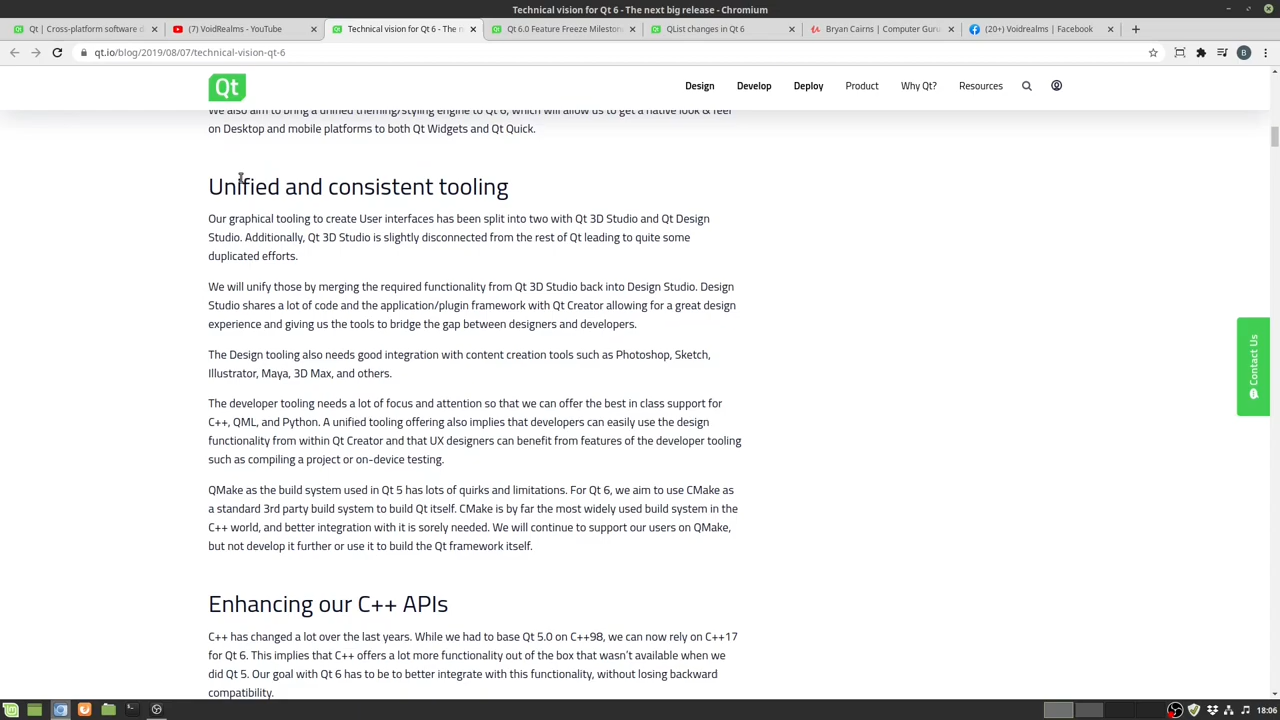 Technical vision for Qt 6 - The next big release - Chromium
Qt | Cross-platform software d
(7) VoidRealms - YouTube
Technical vision for Qt 6 - The n
Qt 6.0 Feature Freeze Milestone
QList changes in Qt 6
Bryan Cairns | Computer Guru
(20+) Voidrealms | Facebook
qt.io/blog/2019/08/07/technical-vision-qt-6
B
Qt
Design
Develop
Deploy
Product
Why Qt?
Resources
We also aim to bring a unified theming/styling engine to Qt 6, which will allow us to get a native look & feel
on Desktop and mobile platforms to both Qt Widgets and Qt Quick.
Unified and consistent tooling
Our graphical tooling to create User interfaces has been split into two with Qt 3D Studio and Qt Design
Studio. Additionally, Qt 3D Studio is slightly disconnected from the rest of Qt leading to quite some
duplicated efforts.
We will unify those by merging the required functionality from Qt 3D Studio back into Design Studio. Design
Studio shares a lot of code and the application/plugin framework with Qt Creator allowing for a great design
experience and giving us the tools to bridge the gap between designers and developers.
The Design tooling also needs good integration with content creation tools such as Photoshop, Sketch,
Illustrator, Maya, 3D Max, and others.
The developer tooling needs a lot of focus and attention so that we can offer the best in class support for
C++, QML, and Python. A unified tooling offering also implies that developers can easily use the design
functionality from within Qt Creator and that UX designers can benefit from features of the developer tooling
such as compiling a project or on-device testing.
QMake as the build system used in Qt 5 has lots of quirks and limitations. For Qt 6, we aim to use CMake as
a standard 3rd party build system to build Qt itself. CMake is by far the most widely used build system in the
C++ world, and better integration with it is sorely needed. We will continue to support our users on QMake,
but not develop it further or use it to build the Qt framework itself.
Enhancing our C++ APIs
C++ has changed a lot over the last years. While we had to base Qt 5.0 on C++98, we can now rely on C++17
for Qt 6. This implies that C++ offers a lot more functionality out of the box that wasn't available when we
did Qt 5. Our goal with Qt 6 has to be to better integrate with this functionality, without losing backward
compatibility.
Contact Us
18:06